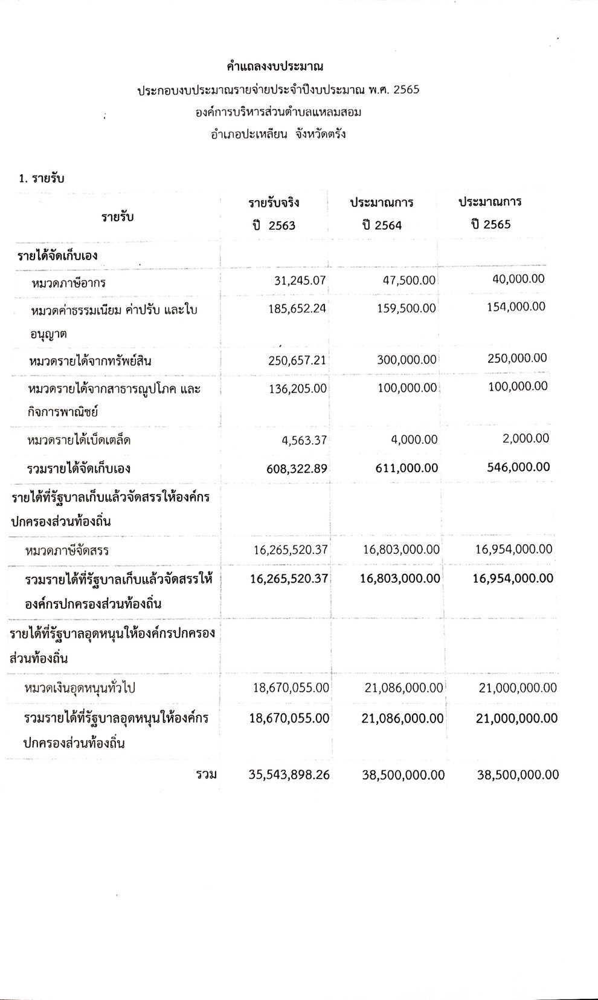 คำแถลงงบประมาณ
ประกอบงบประมาณรายจ่ายประจำปีงบประมาณ พ.ศ. 2565
องค์การบริหารส่วนตำบลแหลมสอม
อำเภอปะเหลียน จังหวัดตรัง
1. รายรับ
รายรับ รายรับจริง ประมาณการ ประมาณการ
ปี 2563 ปี 2564 ปี 2565
รายได้จัดเก็บเอง
หมวดภาษีอากร 31,245.07 47,500.00 40,000.00
หมวดค่าธรรมเนียม ค่าปรับ และใบ 185,652.24 159,500.00 154,000.00
อนุญาต
หมวดรายได้จากทรัพย์สิน 250,657.21 300,000.00 250,000.00
หมวดรายได้จากสาธารณูปโภค และ 136,205.00 100,000.00 100,000.00
กิจการพาณิชย์
หมวดรายได้เบ็ดเตล็ด 4,563.37 4,000.00 2,000.00
รวมรายได้จัดเก็บเอง 608,322.89 611,000.00 546,000.00
รายได้ที่รัฐบาลเก็บแล้วจัดสรรให้องค์กร
ปกครองส่วนท้องถิ่น
หมวดภาษีจัดสรร 16,265,520.37 16,803,000.00 16,954,000.00
รวมรายได้ที่รัฐบาลเก็บแล้วจัดสรรให้ 16,265,520.37 16,803,000.00 16,954,000.00
องค์กรปกครองส่วนท้องถิ่น
รายได้ที่รัฐบาลอุดหนุนให้องค์กรปกครอง
ส่วนท้องถิ่น
หมวดเงินอุดหนุนทั่วไป 18,670,055.00 21,086,000.00 21,000,000.00
รวมรายได้ที่รัฐบาลอุดหนุนให้องค์กร 18,670,055.00 21,086,000.00 21,000,000.00
ปกครองส่วนท้องถิ่น
รวม 35,543,898.26 38,500,000.00 38,500,000.00